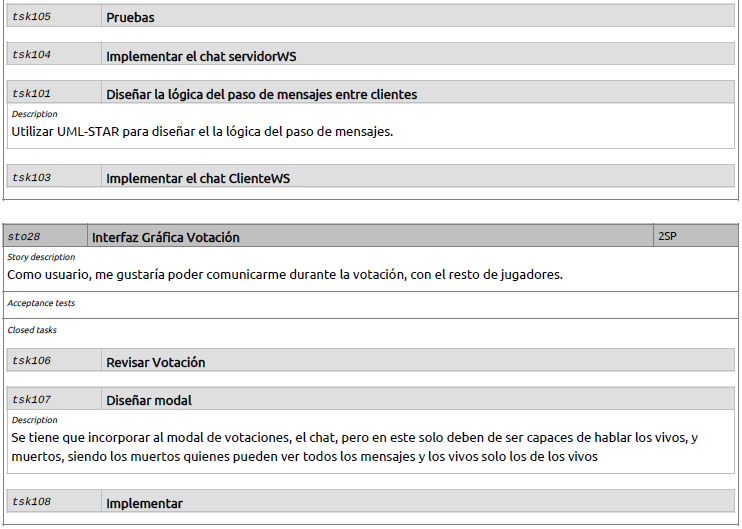 tsk105 Pruebas
tsk104 Implementar el chat servidorWS
tsk101 Diseñar la lógica del paso de mensajes entre clientes
Description
Utilizar UML-STAR para diseñar el la lógica del paso de mensajes.
tsk103 Implementar el chat ClienteWS
sto28 Interfaz Gráfica Votación 2SP
Story description
Como usuario, me gustaría poder comunicarme durante la votación, con el resto de jugadores.
Acceptance tests
Closed tasks
tsk106 Revisar Votación
tsk107 Diseñar modal
Description
Se tiene que incorporar al modal de votaciones, el chat, pero en este solo deben de ser capaces de hablar los vivos, y
muertos, siendo los muertos quienes pueden ver todos los mensajes y los vivos solo los de los vivos
tsk108 Implementar